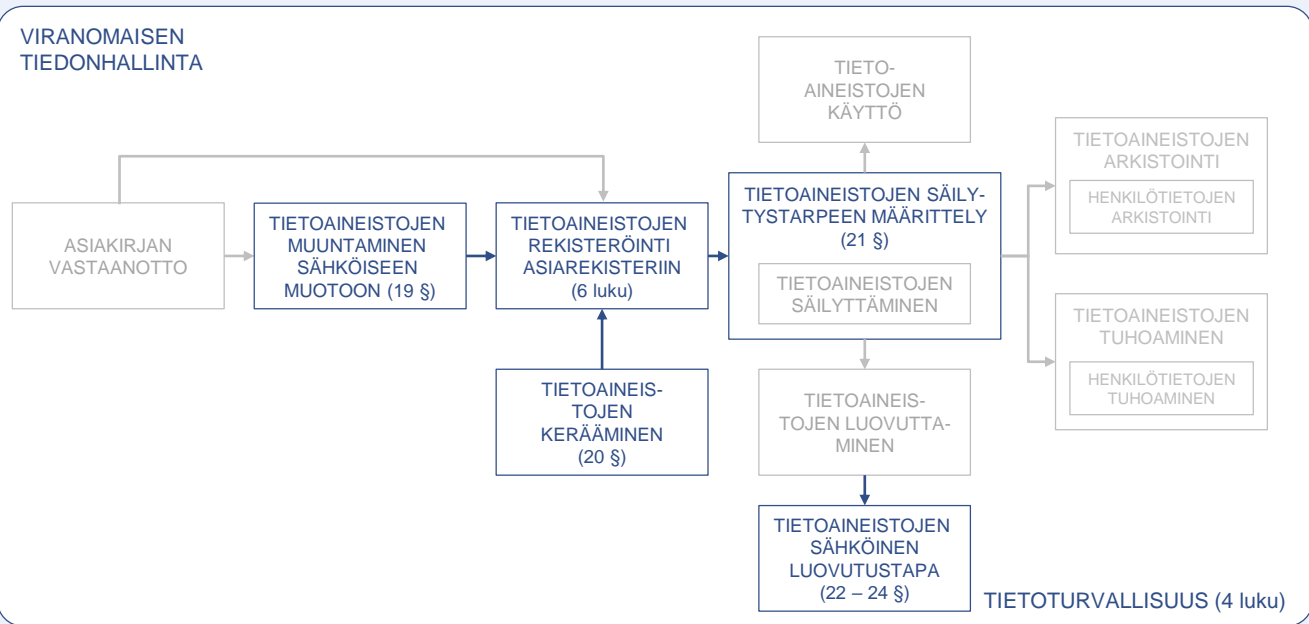 VIRANOMAISEN
TIEDONHALLINTA
ASIAKIRJAN
VASTAANOTTO
TIETOAINEISTOJEN
MUUNTAMINEN
SÄHKÖISEEN
MUOTOON (19 §)
TIETOAINEISTOJEN
REKISTERÖINTI
ASIAREKISTERIIN
(6 luku)
TIETOAINEIS-
TOJEN
KERÄÄMINEN
(20 §)
TIETO-
AINEISTOJEN
KÄYTTÖ
TIETOAINEISTOJEN SÄILY-
TYSTARPEEN MÄÄRITTELY
(21 §)
TIETOAINEISTOJEN
SÄILYTTÄMINEN
TIETOAINEIS-
TOJEN LUOVUTTA-
MINEN
TIETOAINEISTOJEN
SÄHKÖINEN
LUOVUTUSTAPA
(22 – 24 §)
TIETOAINEISTOJEN
ARKISTOINTI
HENKILÖTIETOJEN
ARKISTOINTI
TIETOAINEISTOJEN
TUHOAMINEN
HENKILÖTIETOJEN
TUHOAMINEN
TIETOTURVALLISUUS (4 luku)